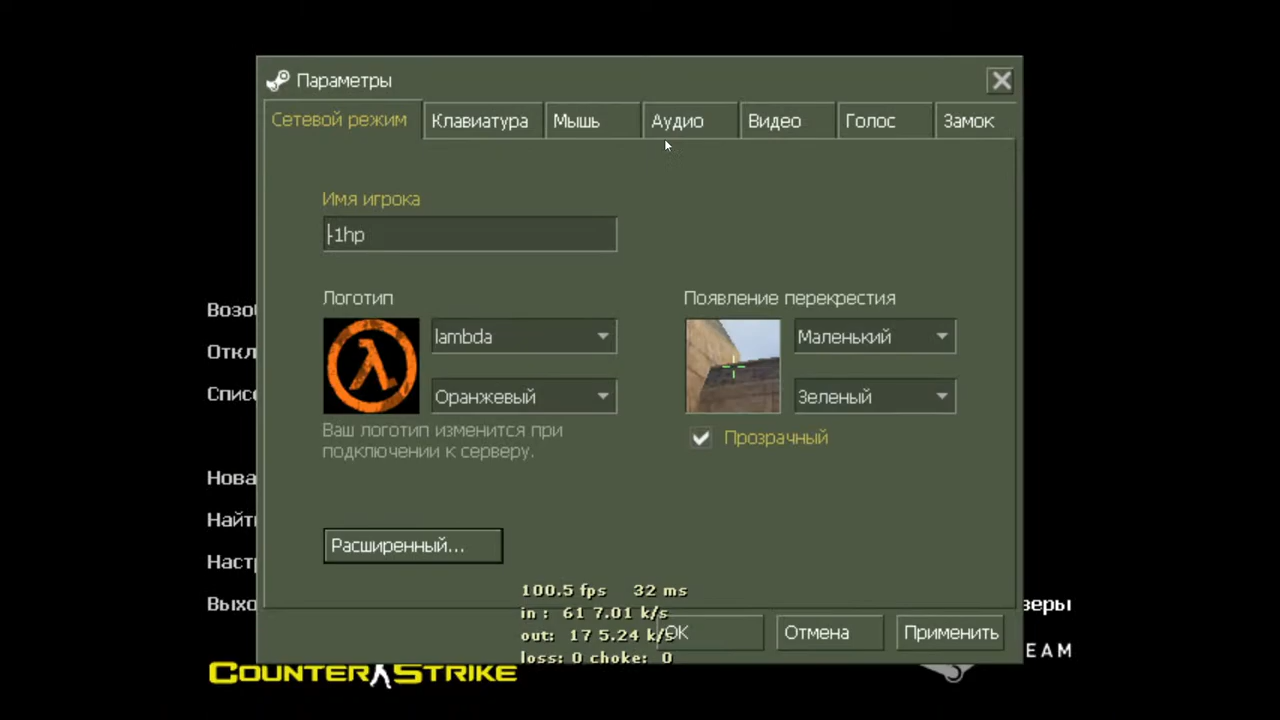 Параметры
Сетевой режим Клавиатура Мышь Аудио Видео Голос Замок
Имя игрока
-1hp
Логотип
Появление перекрестия
lambda
Маленький
Оранжевый
Зеленый
Ваш логотип изменится при
подключении к серверу.
Прозрачный
Расширенный...
100.5 fps 32 ms
in : 61 7.01 k/s
out: 17 5.24 k/s
loss: 0 choke: 0
OK Отмена Применить
COUNTER STRIKE